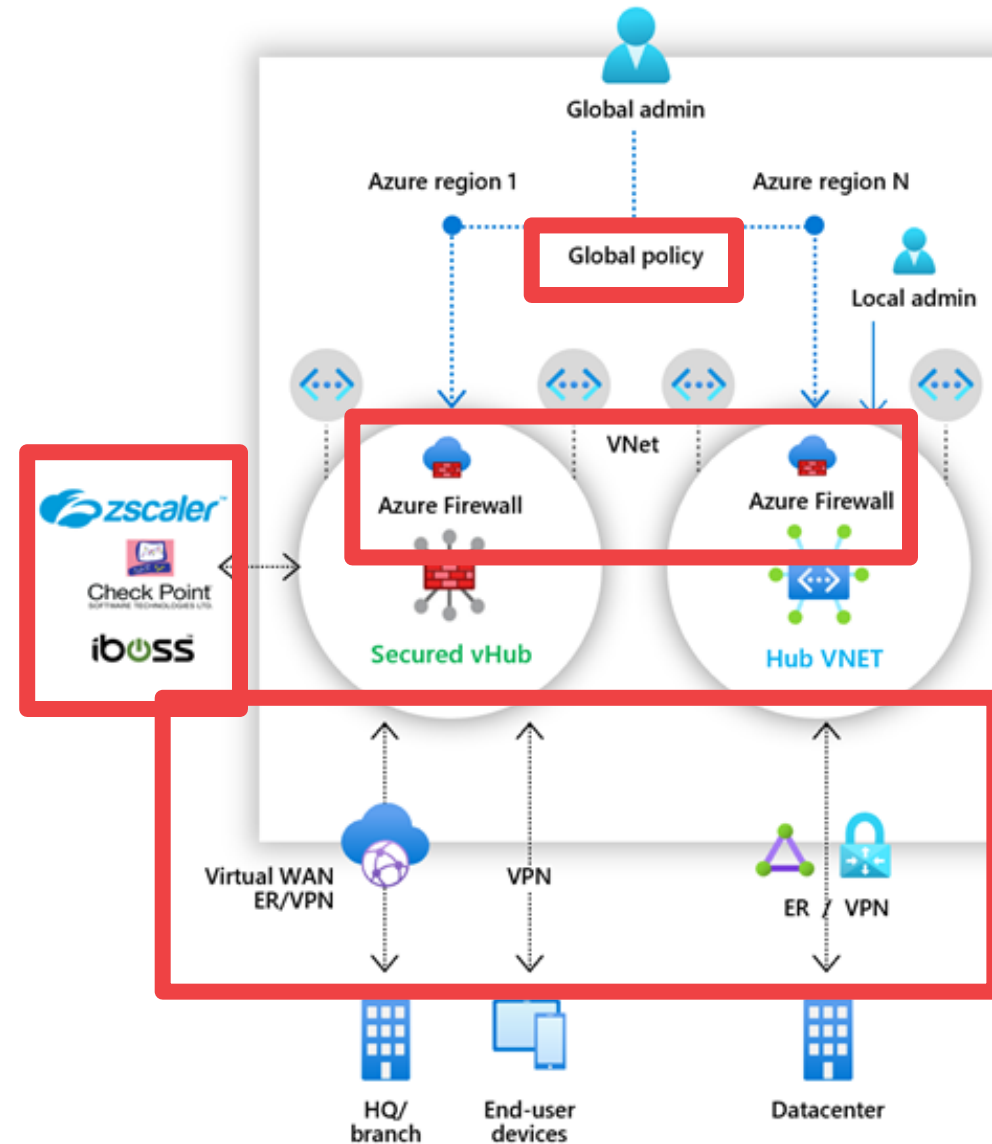 Global admin
Azure region 1
Azure region N
Global policy
Local admin
VNet
Azure Firewall
Azure Firewall
zscaler™
Check Point
SOFTWARE TECHNOLOGIES LTD.
iboss
Secured vHub
Hub VNET
Virtual WAN
ER/VPN
VPN
ER / VPN
HQ/
branch
End-user
devices
Datacenter